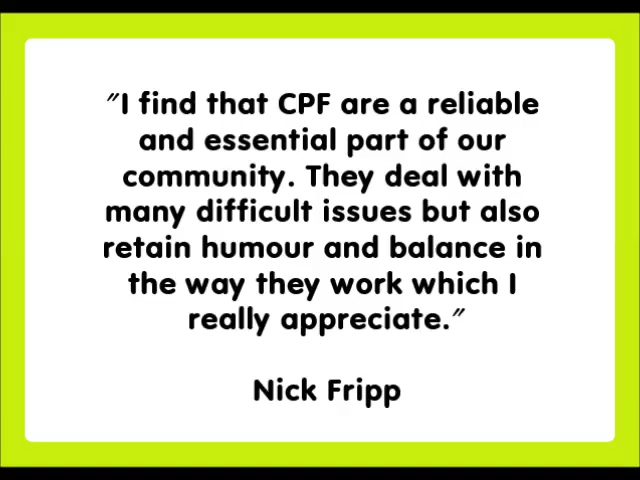 "I find that CPF are a reliable
and essential part of our
community. They deal with
many difficult issues but also
retain humour and balance in
the way they work which I
really appreciate."
Nick Fripp